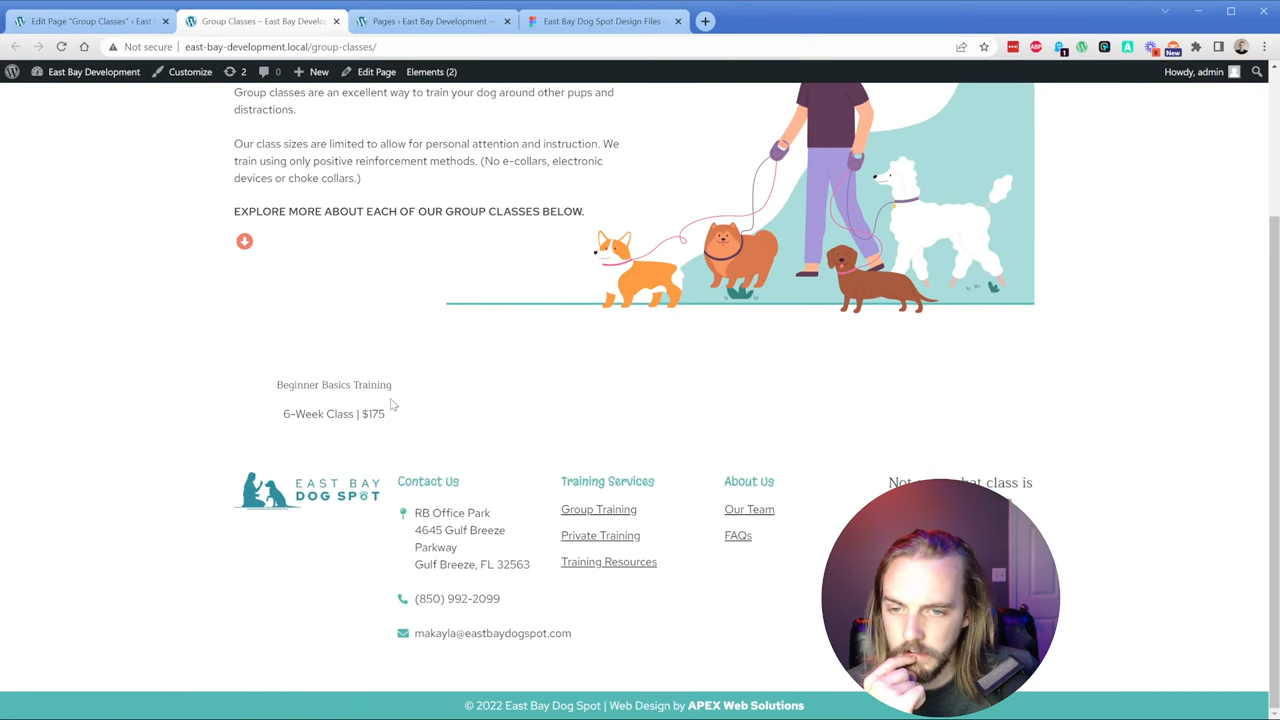 Edit Page "Group Classes" ‹ East
Group Classes – East Bay Develo
Pages ‹ East Bay Development —
East Bay Dog Spot Design Files –
Not secure
east-bay-development.local/group-classes/
ABP
1
New
East Bay Development
Customize
2
0
New
Edit Page
Elements (2)
Howdy, admin
Group classes are an excellent way to train your dog around other pups and
distractions.
Our class sizes are limited to allow for personal attention and instruction. We
train using only positive reinforcement methods. (No e-collars, electronic
devices or choke collars.)
EXPLORE MORE ABOUT EACH OF OUR GROUP CLASSES BELOW.
Beginner Basics Training
6-Week Class | $175
EAST BAY
DOG SPOT
Contact Us
RB Office Park
4645 Gulf Breeze
Parkway
Gulf Breeze, FL 32563
(850) 992-2099
makayla@eastbaydogspot.com
Training Services
Group Training
Private Training
Training Resources
About Us
Our Team
FAQs
Not class is
© 2022 East Bay Dog Spot | Web Design by APEX Web Solutions